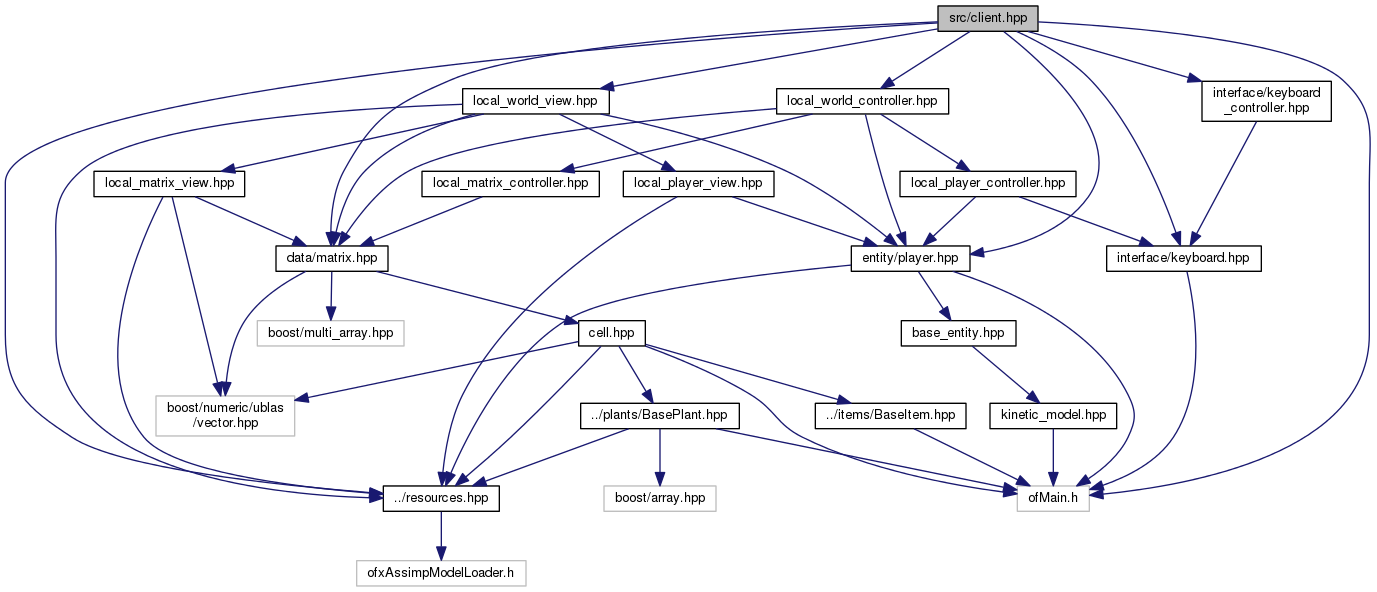 src/client.hpp
interface/keyboard
_controller.hpp
local_world_view.hpp
local_world_controller.hpp
local_matrix_view.hpp
local_matrix_controller.hpp
local_player_view.hpp
local_player_controller.hpp
data/matrix.hpp
entity/player.hpp
interface/keyboard.hpp
boost/multi_array.hpp
cell.hpp
base_entity.hpp
boost/numeric/ublas
/vector.hpp
../plants/BasePlant.hpp
../items/BaseItem.hpp
kinetic_model.hpp
../resources.hpp
boost/array.hpp
ofMain.h
ofxAssimpModelLoader.h